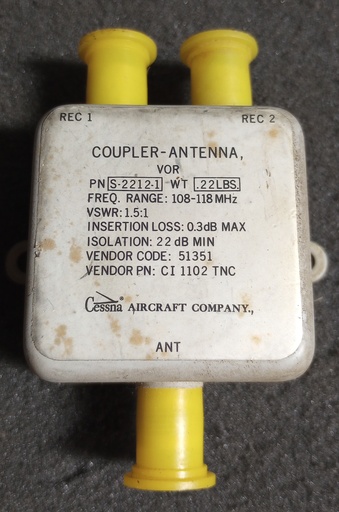 REC 1 REC 2
COUPLER-ANTENNA,
VOR
PN S-2212-1 WT .22LBS.
FREQ. RANGE: 108-118 MHz
VSWR: 1.5:1
INSERTION LOSS: 0.3dB MAX
ISOLATION: 22 dB MIN
VENDOR CODE: 51351
VENDOR PN: CI 1102 TNC
Cessna® AIRCRAFT COMPANY.,
ANT